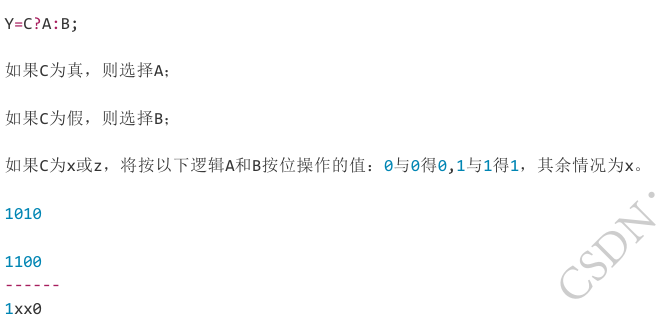 Y=C?A:B;
如果C为真，则选择A；
如果C为假，则选择B；
如果C为x或z，将按以下逻辑A和B按位操作的值：0与0得0,1与1得1，其余情况为x。
1010
1100
------
1xx0
CSDN